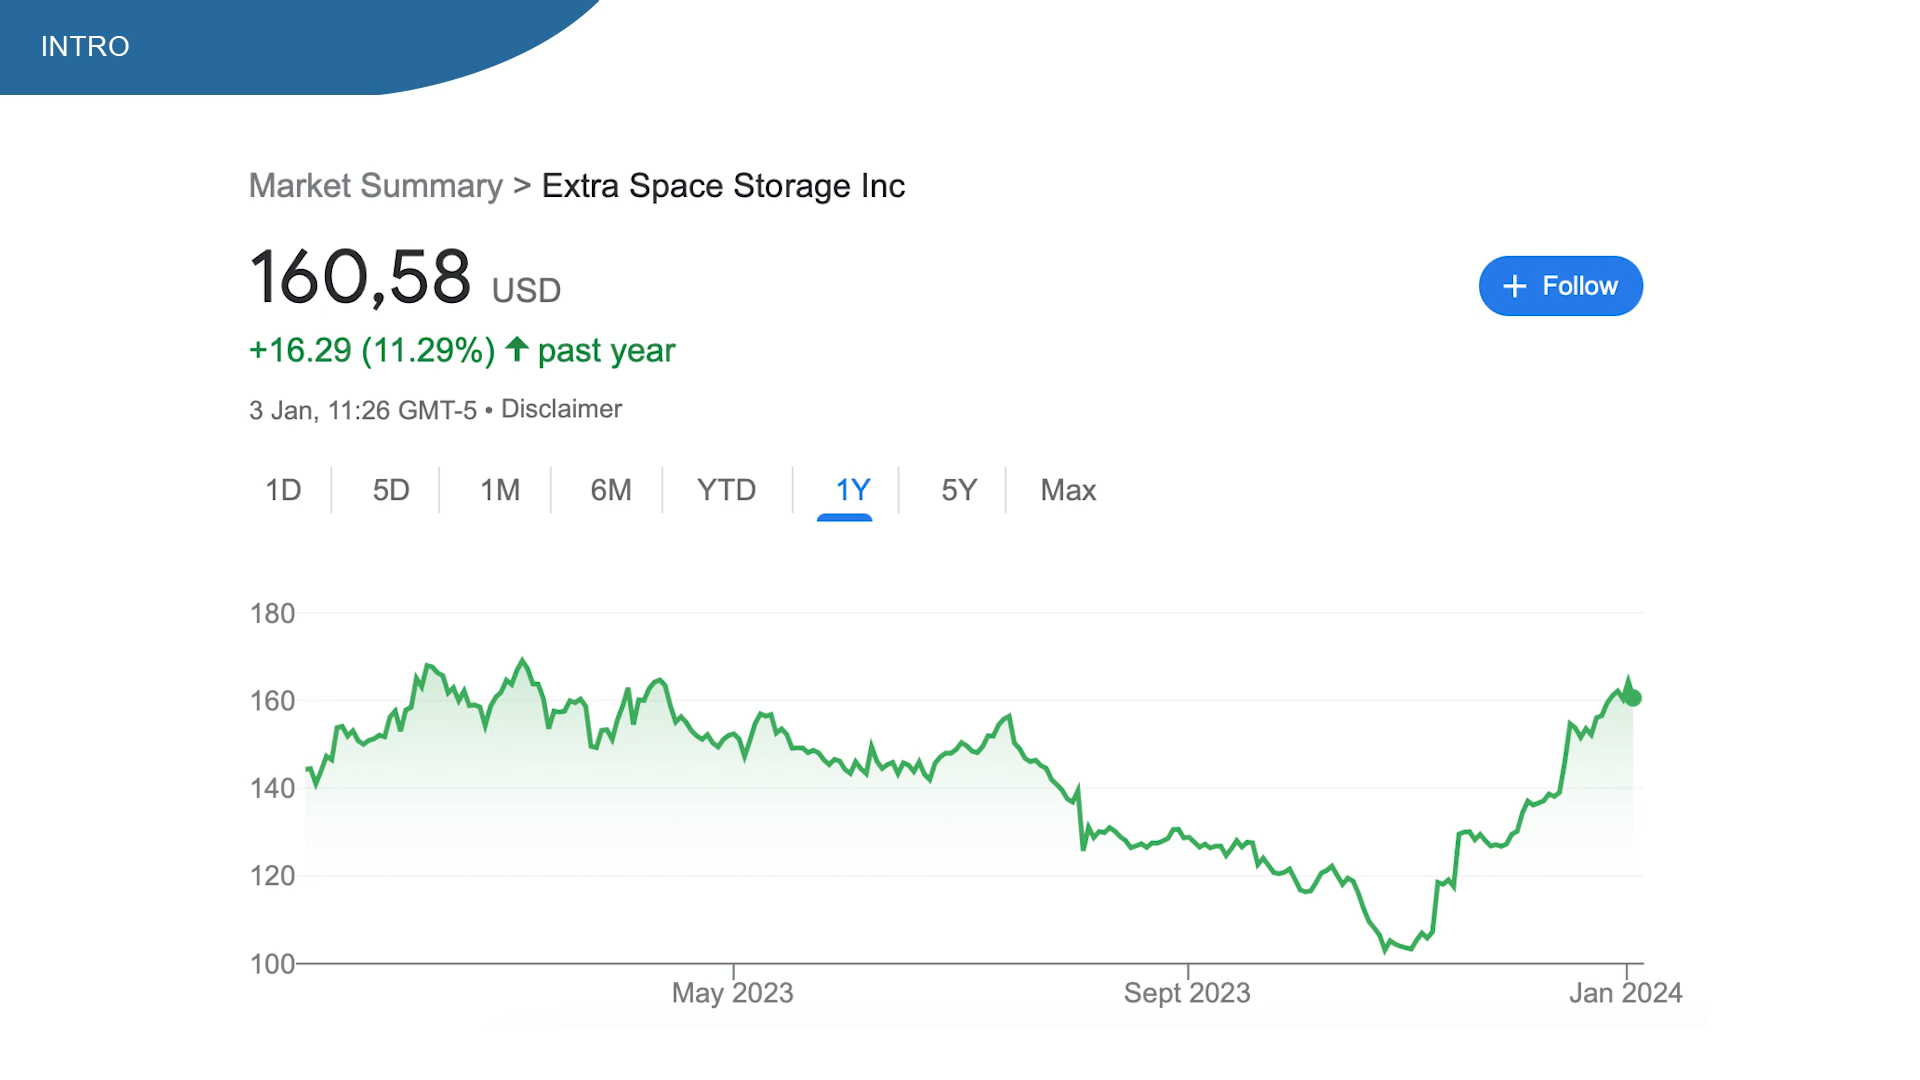 INTRO
Market Summary > Extra Space Storage Inc
160,58 USD
+ Follow
+16.29 (11.29%) ↑ past year
3 Jan, 11:26 GMT-5 • Disclaimer
1D 5D 1M 6M YTD 1Y 5Y Max
180
160
140
120
100
May 2023 Sept 2023 Jan 2024